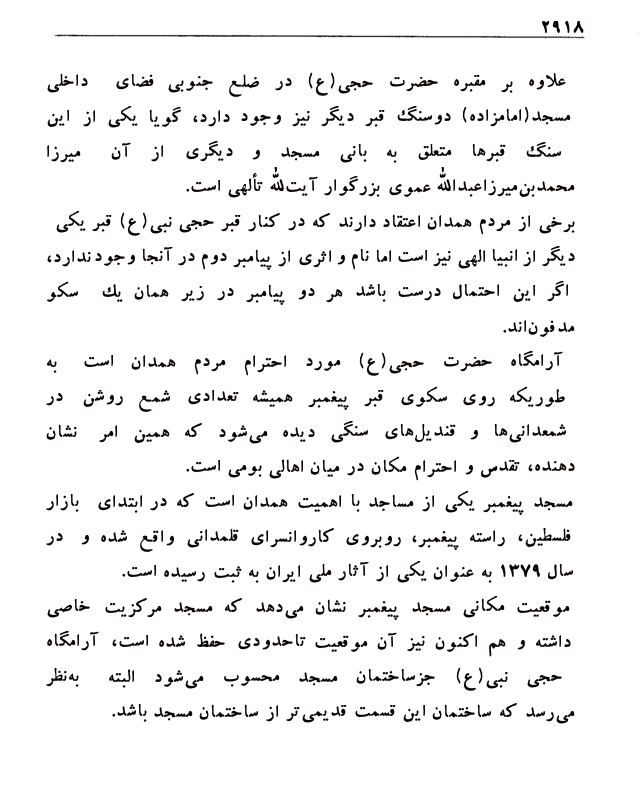 ۲۹۱۸
علاوه بر مقبره حضرت حجی(ع) در ضلع جنوبی فضای داخلی
مسجد(امامزاده) دوسنگ قبر دیگر نیز وجود دارد، گویا یکی از این
سنگ قبرها متعلق به بانی مسجد و دیگری از آن میرزا
محمدبن‌میرزاعبدالله عموی بزرگوار آیت‌الله تألهی است.
برخی از مردم همدان اعتقاد دارند که در کنار قبر حجی نبی(ع) قبر یکی
دیگر از انبیا الهی نیز است اما نام و اثری از پیامبر دوم در آنجا وجودندارد،
اگر این احتمال درست باشد هر دو پیامبر در زیر همان یك سکو
مدفون‌اند.
آرامگاه حضرت حجی(ع) مورد احترام مردم همدان است به
طوریکه روی سکوی قبر پیغمبر همیشه تعدادی شمع روشن در
شمعدانی‌ها و قندیل‌های سنگی دیده می‌شود که همین امر نشان
دهنده، تقدس و احترام مکان در میان اهالی بومی است.
مسجد پیغمبر یکی از مساجد با اهمیت همدان است که در ابتدای بازار
فلسطین، راسته پیغمبر، روبروی کاروانسرای قلمدانی واقع شده و در
سال ۱۳۷۹ به عنوان یکی از آثار ملی ایران به ثبت رسیده است.
موقعیت مکانی مسجد پیغمبر نشان می‌دهد که مسجد مرکزیت خاصی
داشته و هم اکنون نیز آن موقعیت تاحدودی حفظ شده است، آرامگاه
حجی نبی(ع) جزساختمان مسجد محسوب می‌شود البته به‌نظر
می‌رسد که ساختمان این قسمت قدیمی‌تر از ساختمان مسجد باشد.